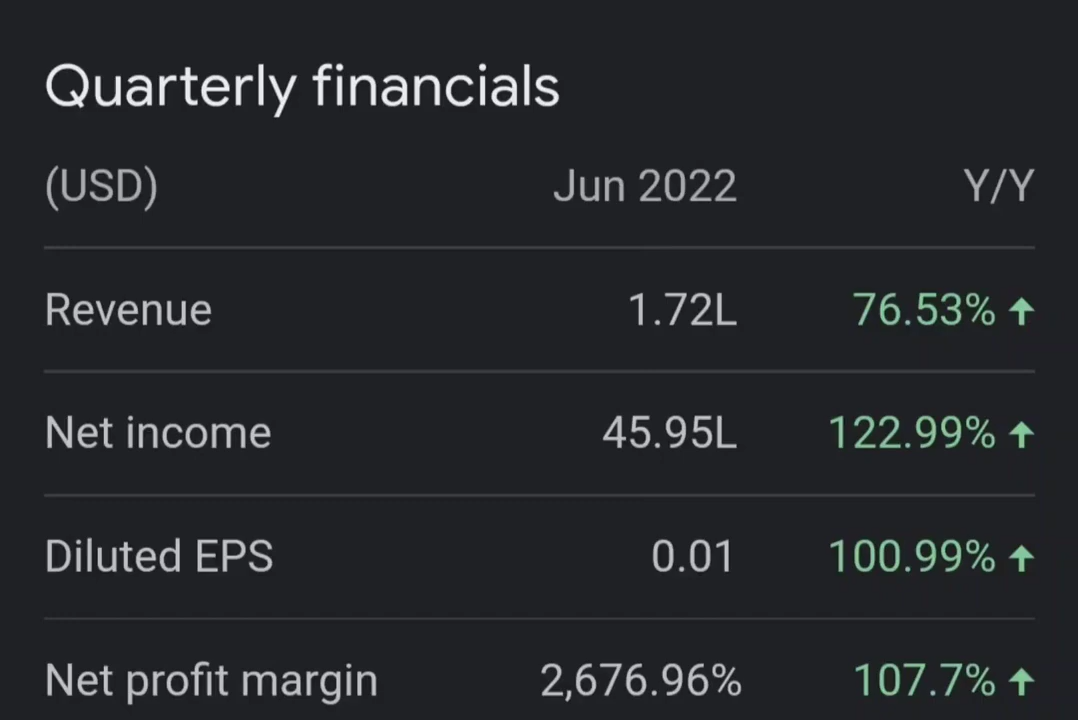 Quarterly financials
(USD) Jun 2022 Y/Y
Revenue 1.72L 76.53% ↑
Net income 45.95L 122.99% ↑
Diluted EPS 0.01 100.99% ↑
Net profit margin 2,676.96% 107.7% ↑